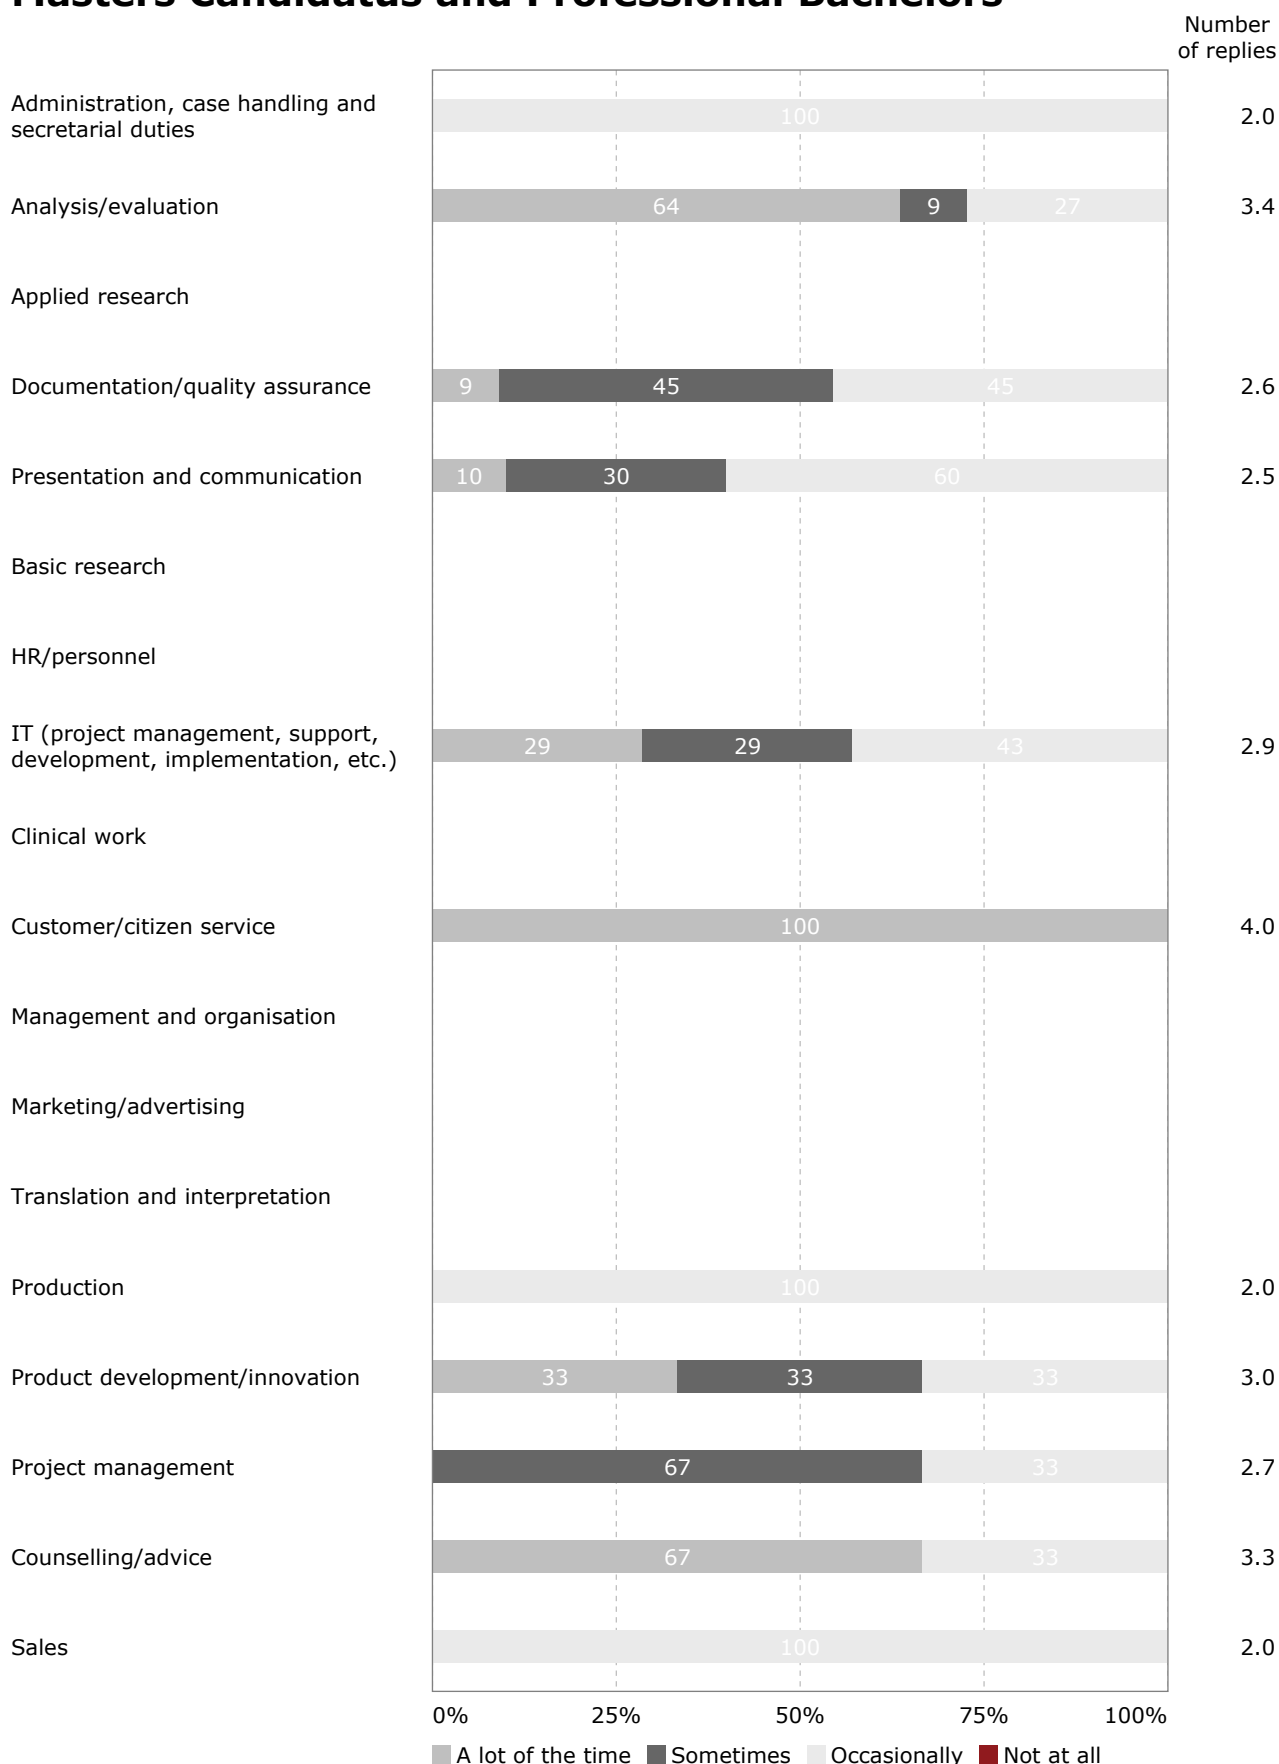 Masters Candidatus and Professional Bachelors
Number
of replies
Administration, case handling and
secretarial duties
100
2.0
Analysis/evaluation
64 9 27
3.4
Applied research
Documentation/quality assurance
9 45 45
2.6
Presentation and communication
10 30 60
2.5
Basic research
HR/personnel
IT (project management, support,
development, implementation, etc.)
29 29 43
2.9
Clinical work
Customer/citizen service
100
4.0
Management and organisation
Marketing/advertising
Translation and interpretation
Production
100
2.0
Product development/innovation
33 33 33
3.0
Project management
67 33
2.7
Counselling/advice
67 33
3.3
Sales
100
2.0
0% 25% 50% 75% 100%
A lot of the time Sometimes Occasionally Not at all